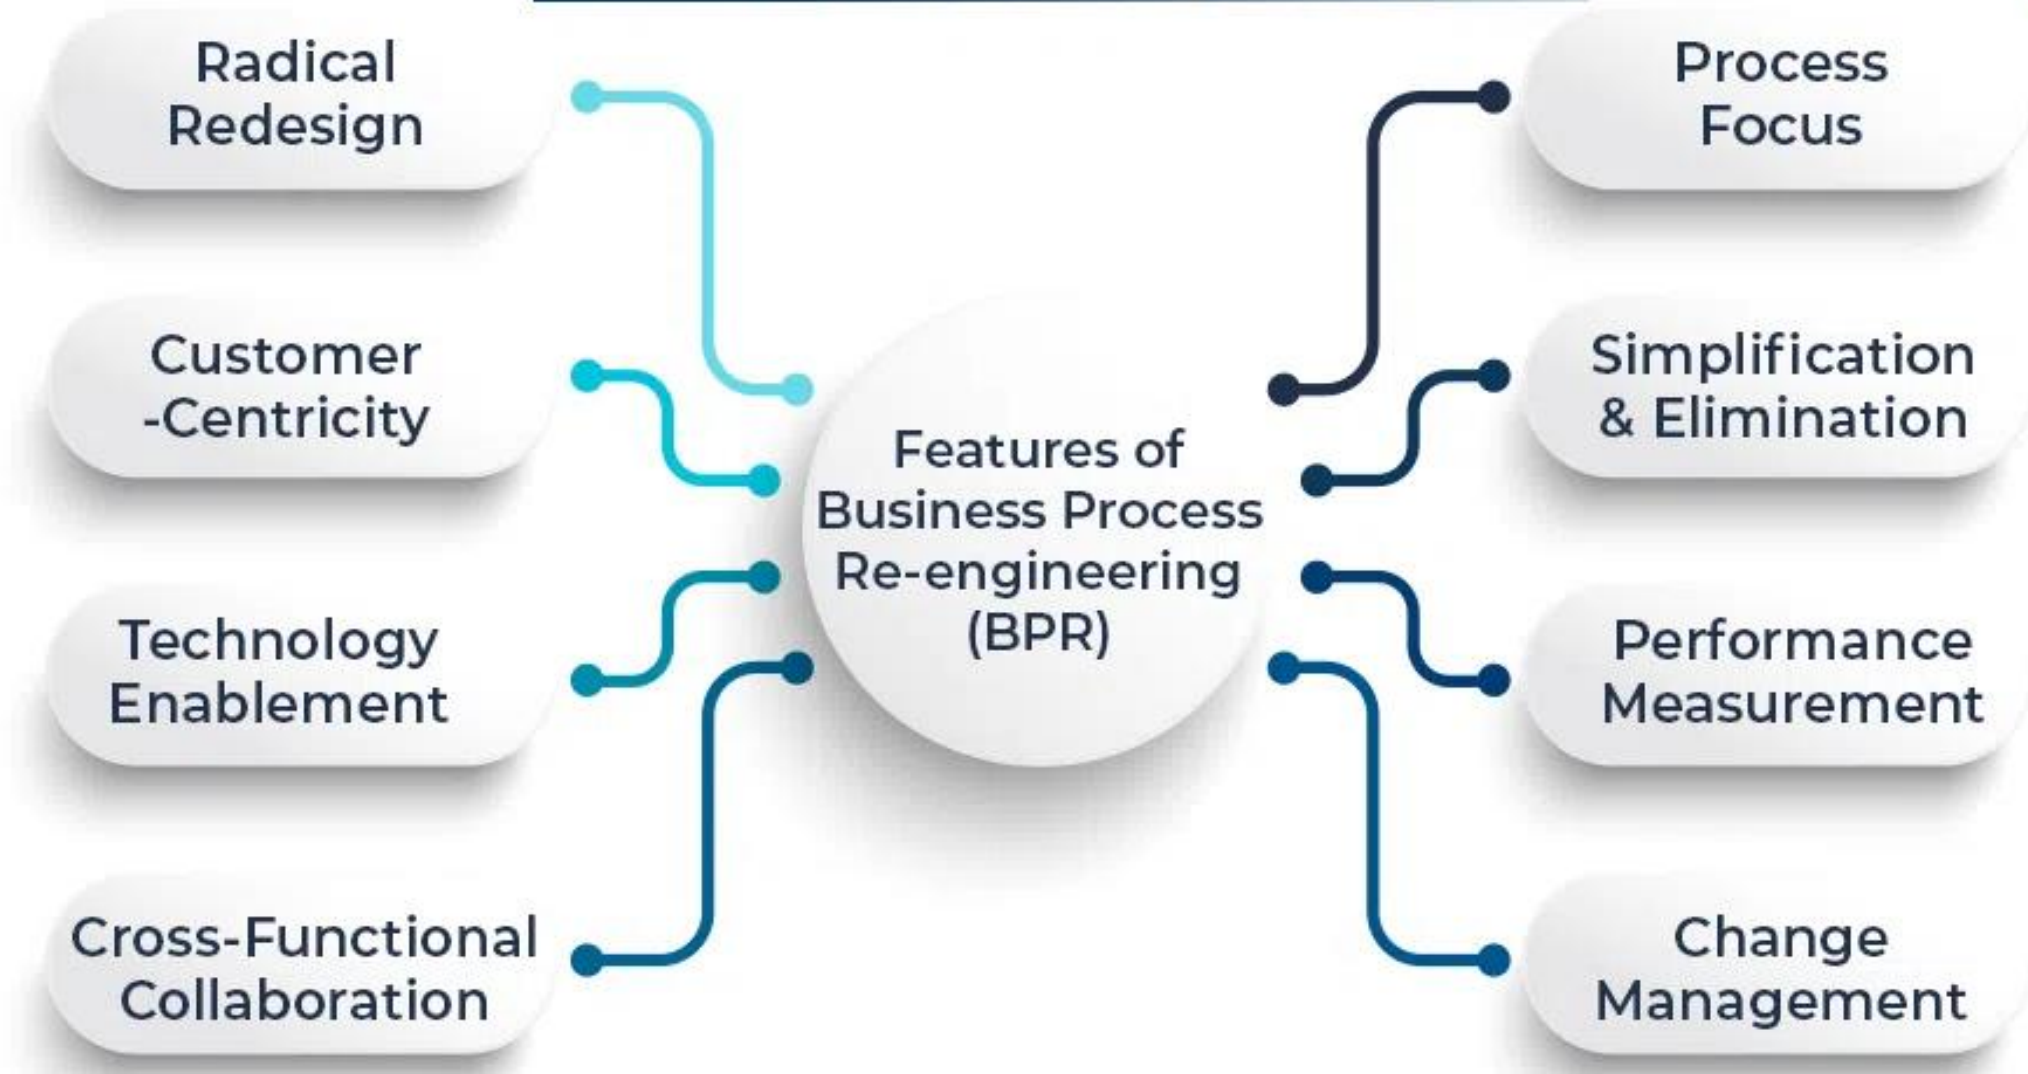 Radical
Redesign
Customer
-Centricity
Technology
Enablement
Cross-Functional
Collaboration
Features of
Business Process
Re-engineering
(BPR)
Process
Focus
Simplification
& Elimination
Performance
Measurement
Change
Management